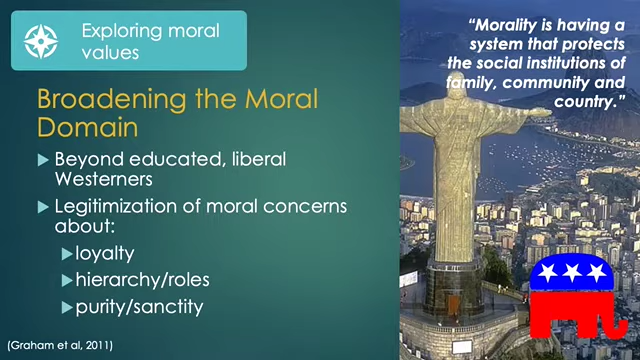 Exploring moral
values
Broadening the Moral
Domain
Beyond educated, liberal
Westerners
Legitimization of moral concerns
about:
loyalty
hierarchy/roles
purity/sanctity
(Graham et al, 2011)
“Morality is having a
system that protects
the social institutions of
family, community and
country.”